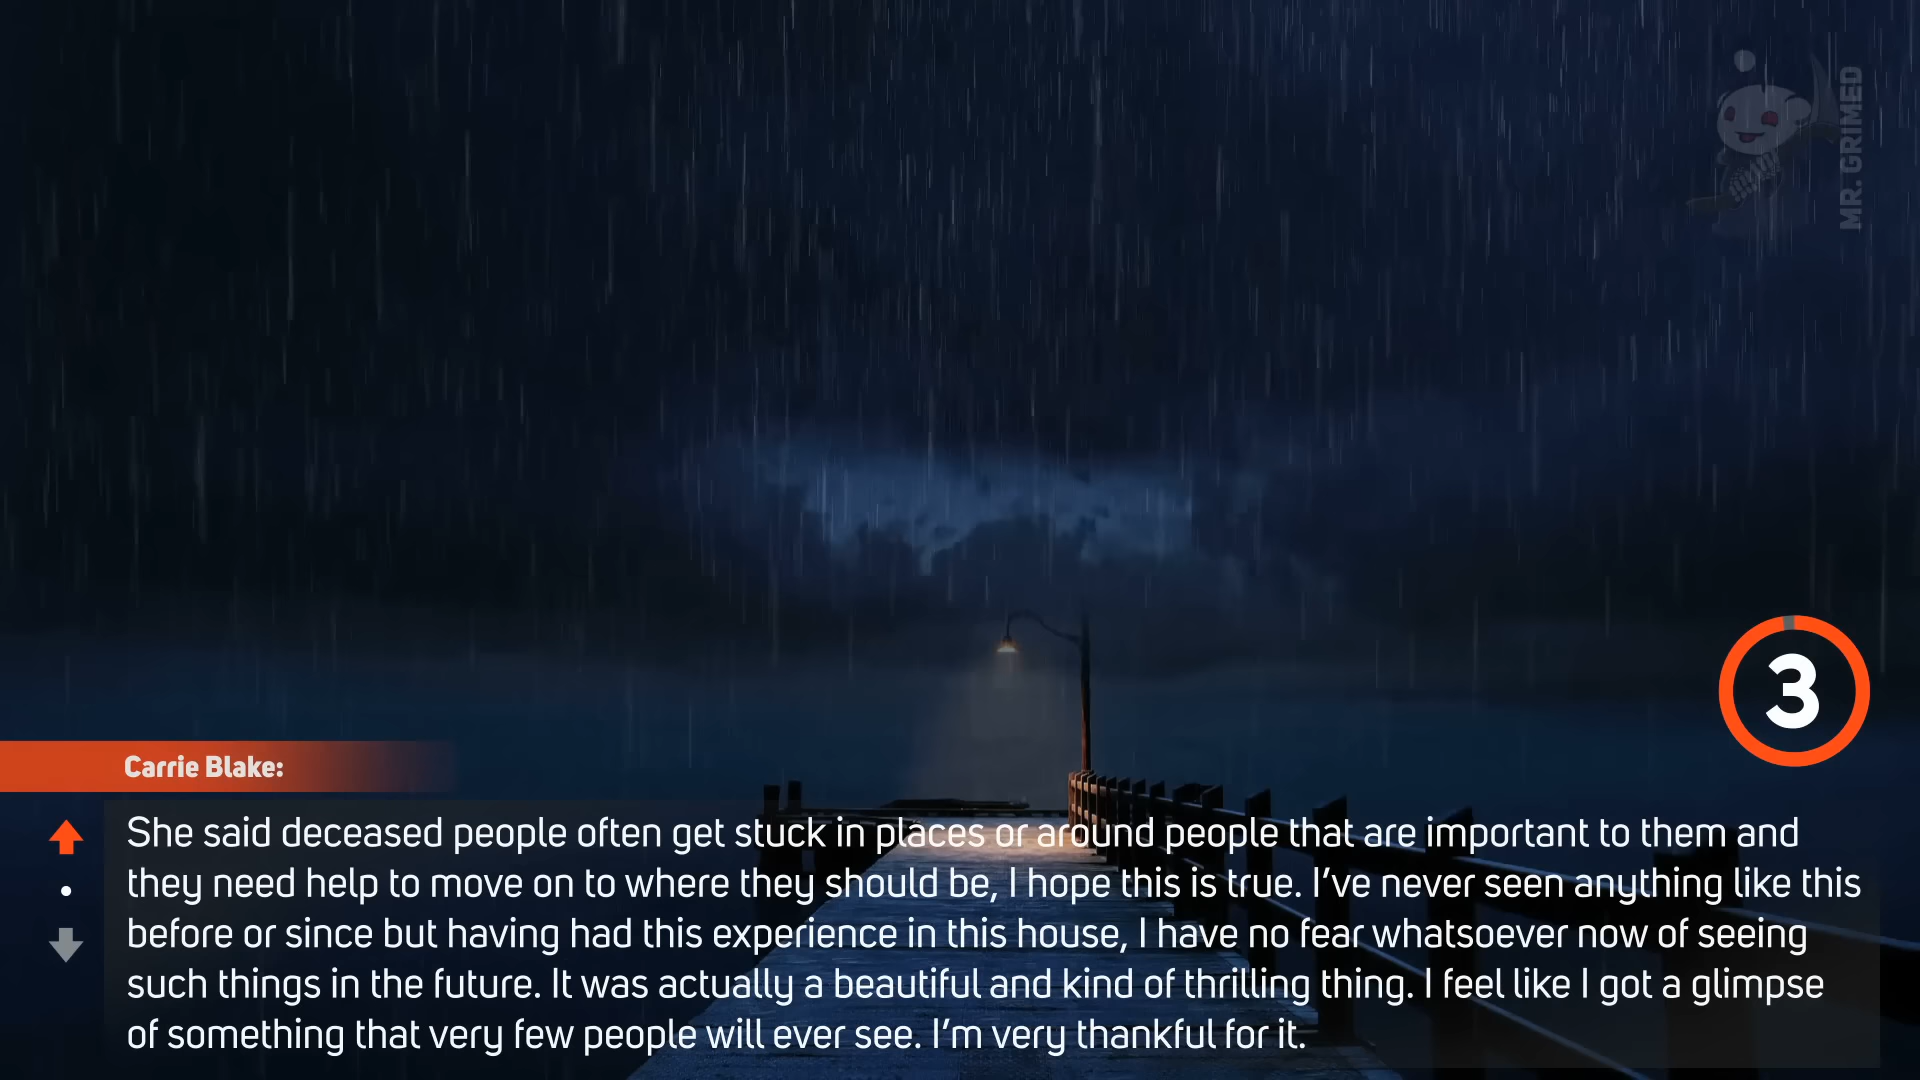 MR. GRIMED
3
Carrie Blake:
She said deceased people often get stuck in places or around people that are important to them and
they need help to move on to where they should be, I hope this is true. I've never seen anything like this
before or since but having had this experience in this house, I have no fear whatsoever now of seeing
such things in the future. It was actually a beautiful and kind of thrilling thing. I feel like I got a glimpse
of something that very few people will ever see. I'm very thankful for it.